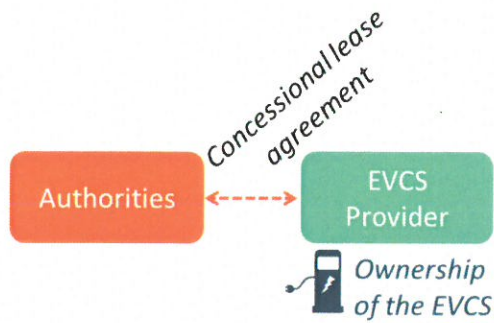 Concessional lease
agreement
Authorities
EVCS
Provider
Ownership
of the EVCS